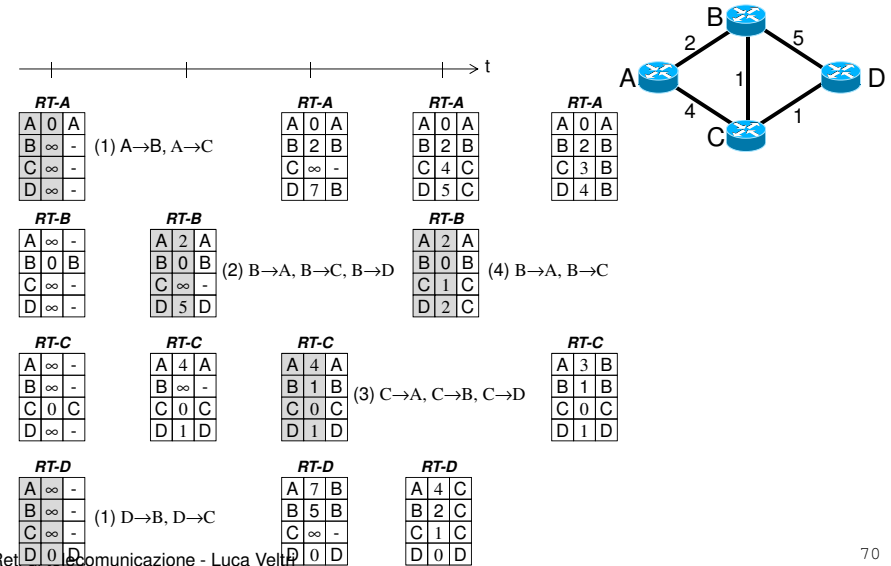 B
2
5
A
1
D
4
1
C
t
RT-A RT-A RT-A RT-A
A 0 A A 0 A A 0 A A 0 A
B ∞ - (1) A→B, A→C B 2 B B 2 B B 2 B
C ∞ - C ∞ - C 4 C C 3 B
D ∞ - D 7 B D 5 C D 4 B
RT-B RT-B RT-B
A ∞ - A 2 A A 2 A
B 0 B B 0 B (2) B→A, B→C, B→D B 0 B (4) B→A, B→C
C ∞ - C ∞ - C 1 C
D ∞ - D 5 D D 2 C
RT-C RT-C RT-C RT-C
A ∞ - A 4 A A 4 A A 3 B
B ∞ - B ∞ - B 1 B (3) C→A, C→B, C→D B 1 B
C 0 C C 0 C C 0 C C 0 C
D ∞ - D 1 D D 1 D D 1 D
RT-D RT-D RT-D
A ∞ - A 7 B A 4 C
B ∞ - (1) D→B, D→C B 5 B B 2 C
C ∞ - C ∞ - C 1 C
D 0 D D 0 D D 0 D
telecomunicazione - Luca Veltri
70